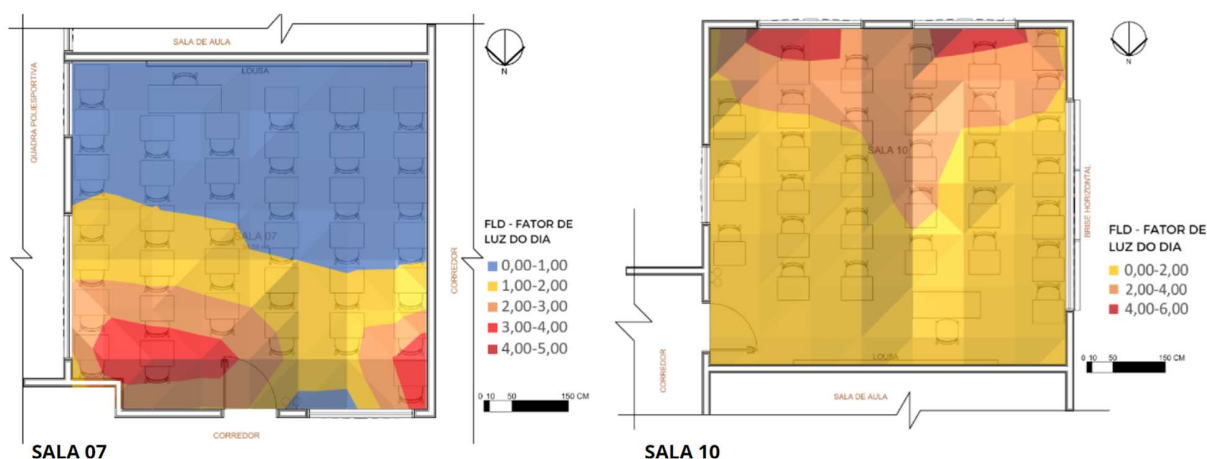 SALA DE AULA
QUADRA POLIESPORTIVA
LOUSA
N
SALA 07
CORREDOR
FLD - FATOR DE
LUZ DO DIA
0,00-1,00
1,00-2,00
2,00-3,00
3,00-4,00
4,00-5,00
0 10 50 150 CM
CORREDOR
SALA 07
N
SALA 10
BRISE HORIZONTAL
FLD - FATOR DE
LUZ DO DIA
0,00-2,00
2,00-4,00
4,00-6,00
LOUSA
0 10 50 150 CM
CORREDOR
SALA DE AULA
SALA 10